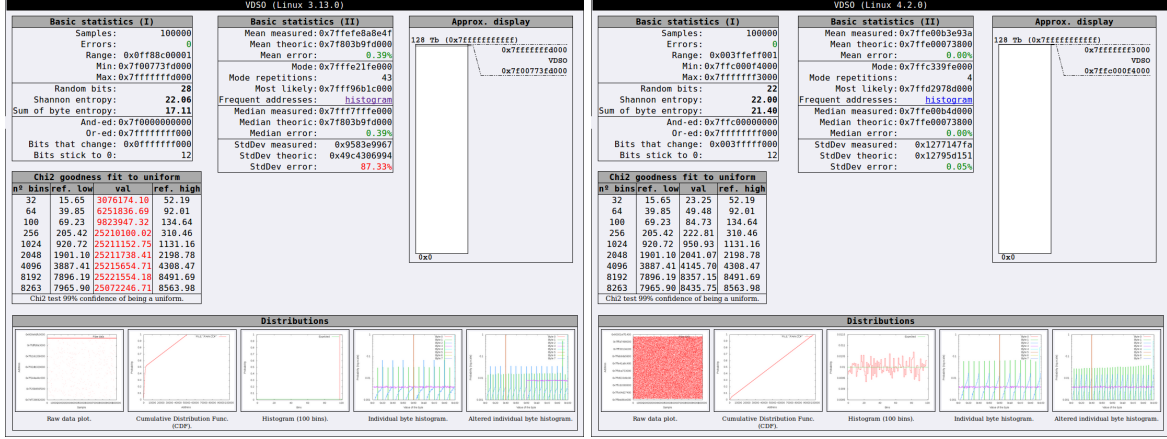 VDSO (Linux 3.13.0)
Basic statistics (I)
Samples: 100000
Errors: 0
Range: 0x0ff88c00001
Min: 0x7f00773fd000
Max: 0x7fffffffd000
Random bits: 28
Shannon entropy: 22.06
Sum of byte entropy: 17.11
And-ed: 0x7f0000000000
Or-ed: 0x7ffffffff000
Bits that change: 0x0ffffffff000
Bits stick to 0: 12
Basic statistics (II)
Mean measured: 0x7ffefe8a8e4f
Mean theoric: 0x7f803b9fd000
Mean error: 0.39%
Mode: 0x7fffe21fe000
Mode repetitions: 43
Most likely: 0x7fff96b1c000
Frequent addresses: histogram
Median measured: 0x7fff7fffe000
Median theoric: 0x7f803b9fd000
Median error: 0.39%
StdDev measured: 0x9583e9967
StdDev theoric: 0x49c4306994
StdDev error: 87.33%
Approx. display
128 Tb (0x7fffffffffff)
0x7fffffffd000
VDSO
0x7f00773fd000
0x0
Chi2 goodness fit to uniform
nº bins ref. low val ref. high
32 15.65 3076174.10 52.19
64 39.85 6251836.69 92.01
100 69.23 9823947.32 134.64
256 205.42 25210100.02 310.46
1024 920.72 25211152.75 1131.16
2048 1901.10 25211738.41 2198.78
4096 3887.41 25215654.71 4308.47
8192 7896.19 25221554.18 8491.69
8263 7965.90 25072246.71 8563.98
Chi2 test 99% confidence of being a uniform.
Distributions
Raw data plot.
Cumulative Distribution Func. (CDF).
Histogram (100 bins).
Individual byte histogram.
Altered individual byte histogram.
VDSO (Linux 4.2.0)
Basic statistics (I)
Samples: 100000
Errors: 0
Range: 0x003ffeff001
Min: 0x7ffc000f4000
Max: 0x7fffffff3000
Random bits: 22
Shannon entropy: 22.00
Sum of byte entropy: 21.40
And-ed: 0x7ffc00000000
Or-ed: 0x7ffffffff000
Bits that change: 0x003fffff000
Bits stick to 0: 12
Basic statistics (II)
Mean measured: 0x7ffe00b3e93a
Mean theoric: 0x7ffe00073800
Mean error: 0.00%
Mode: 0x7ffc339fe000
Mode repetitions: 4
Most likely: 0x7ffd2978d000
Frequent addresses: histogram
Median measured: 0x7ffe00b4d000
Median theoric: 0x7ffe00073800
Median error: 0.00%
StdDev measured: 0x1277147fa
StdDev theoric: 0x12795d151
StdDev error: 0.05%
Approx. display
128 Tb (0x7fffffffffff)
0x7fffffff3000
VDSO
0x7ffc000f4000
0x0
Chi2 goodness fit to uniform
nº bins ref. low val ref. high
32 15.65 23.25 52.19
64 39.85 49.48 92.01
100 69.23 84.73 134.64
256 205.42 222.81 310.46
1024 920.72 950.93 1131.16
2048 1901.10 2041.07 2198.78
4096 3887.41 4145.70 4308.47
8192 7896.19 8357.15 8491.69
8263 7965.90 8435.75 8563.98
Chi2 test 99% confidence of being a uniform.
Distributions
Raw data plot.
Cumulative Distribution Func. (CDF).
Histogram (100 bins).
Individual byte histogram.
Altered individual byte histogram.